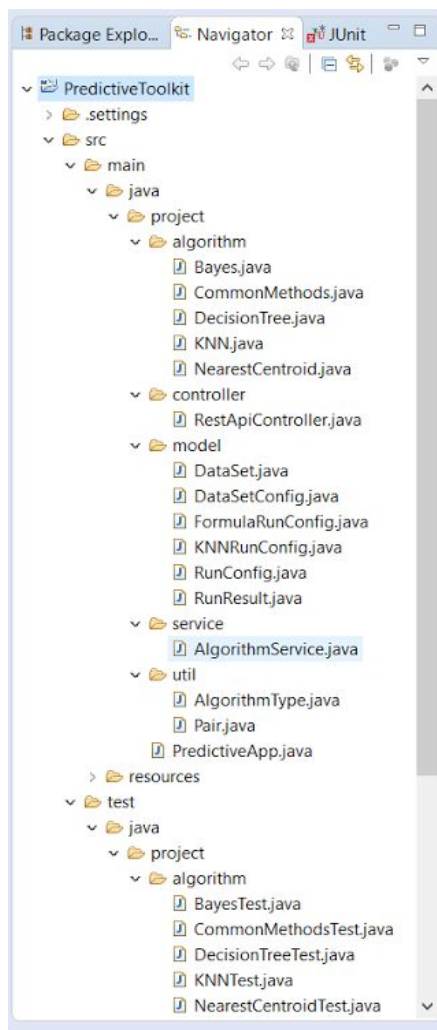 Package Explo... Navigator JUnit
PredictiveToolkit
.settings
src
main
java
project
algorithm
Bayes.java
CommonMethods.java
DecisionTree.java
KNN.java
NearestCentroid.java
controller
RestApiController.java
model
DataSet.java
DataSetConfig.java
FormulaRunConfig.java
KNNRunConfig.java
RunConfig.java
RunResult.java
service
AlgorithmService.java
util
AlgorithmType.java
Pair.java
PredictiveApp.java
resources
test
java
project
algorithm
BayesTest.java
CommonMethodsTest.java
DecisionTreeTest.java
KNNTest.java
NearestCentroidTest.java